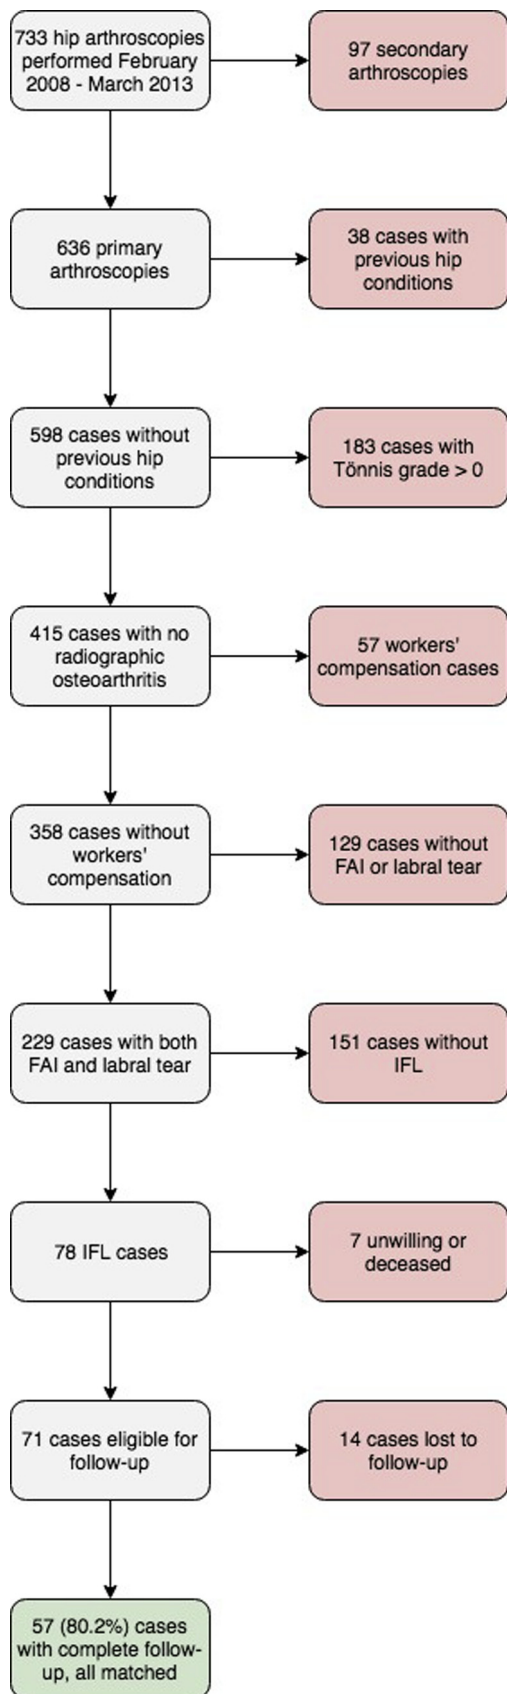 733 hip arthroscopies
performed February
2008 - March 2013
97 secondary
arthroscopies
636 primary
arthroscopies
38 cases with
previous hip
conditions
598 cases without
previous hip
conditions
183 cases with
Tönnis grade > 0
415 cases with no
radiographic
osteoarthritis
57 workers'
compensation cases
358 cases without
workers'
compensation
129 cases without
FAI or labral tear
229 cases with both
FAI and labral tear
151 cases without
IFL
78 IFL cases
7 unwilling or
deceased
71 cases eligible for
follow-up
14 cases lost to
follow-up
57 (80.2%) cases
with complete follow-
up, all matched